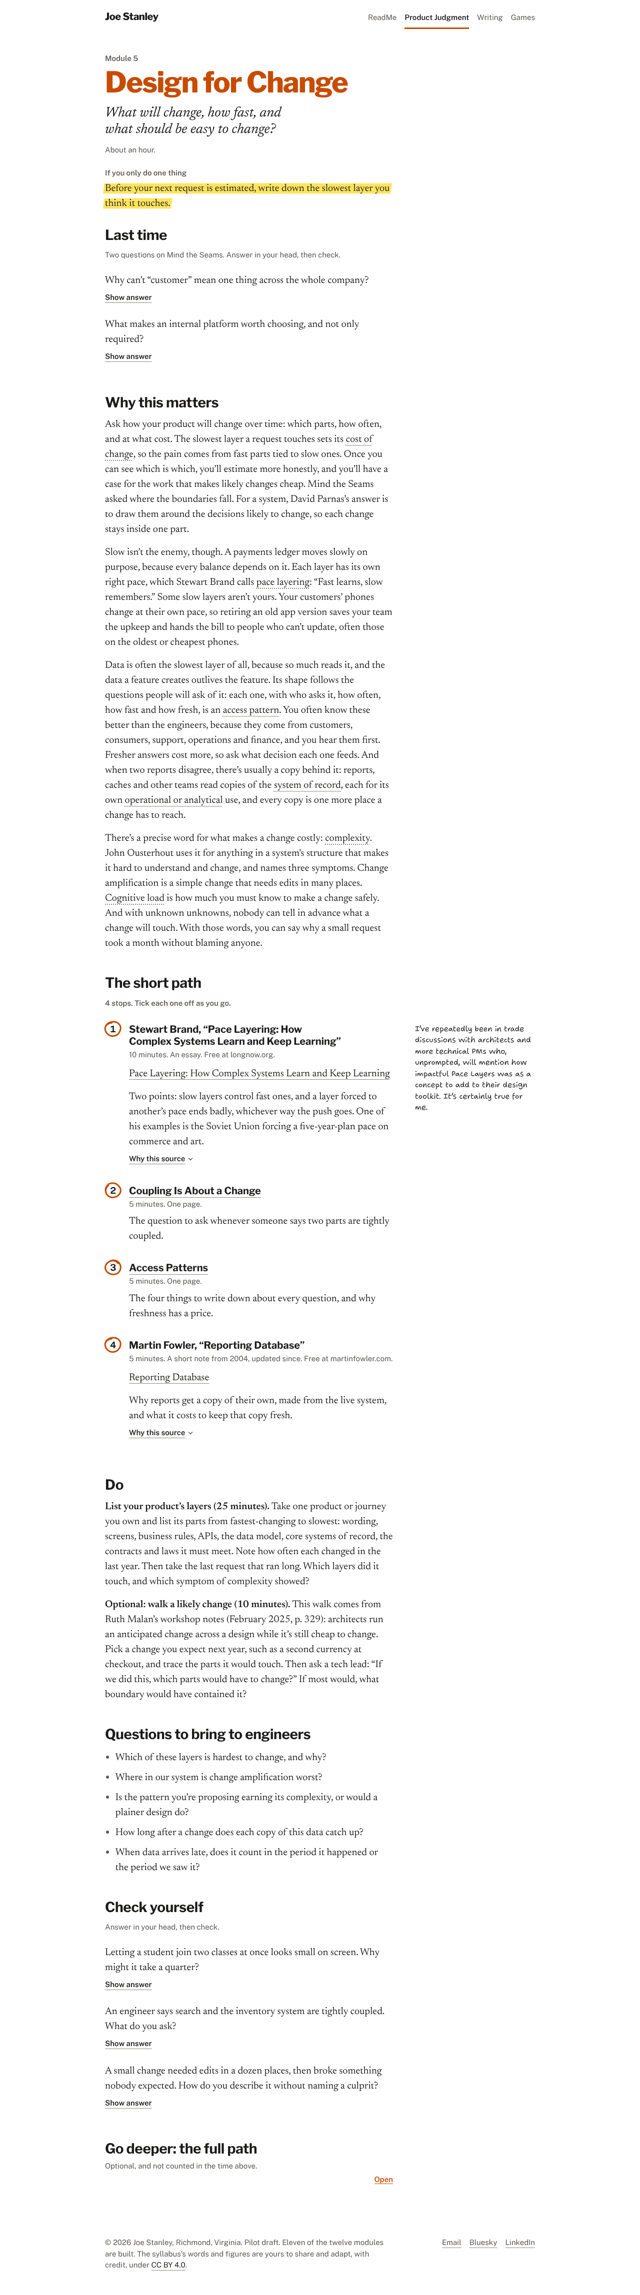 Joe Stanley
ReadMe Product Judgment Writing Games
Module 5
Design for Change
What will change, how fast, and
what should be easy to change?
About an hour.
If you only do one thing
Before your next request is estimated, write down the slowest layer you
think it touches.
Last time
Two questions on Mind the Seams. Answer in your head, then check.
Why can’t “customer” mean one thing across the whole company?
Show answer
What makes an internal platform worth choosing, and not only
required?
Show answer
Why this matters
Ask how your product will change over time: which parts, how often,
and at what cost. The slowest layer a request touches sets its cost of
change, so the pain comes from fast parts tied to slow ones. Once you
can see which is which, you’ll estimate more honestly, and you’ll have a
case for the work that makes likely changes cheap. Mind the Seams
asked where the boundaries fall. For a system, David Parnas’s answer is
to draw them around the decisions likely to change, so each change
stays inside one part.
Slow isn’t the enemy, though. A payments ledger moves slowly on
purpose, because every balance depends on it. Each layer has its own
right pace, which Stewart Brand calls pace layering: “Fast learns, slow
remembers.” Some slow layers aren’t yours. Your customers’ phones
change at their own pace, so retiring an old app version saves your team
the upkeep and hands the bill to people who can’t update, often those
on the oldest or cheapest phones.
Data is often the slowest layer of all, because so much reads it, and the
data a feature creates outlives the feature. Its shape follows the
questions people will ask of it: each one, with who asks it, how often,
how fast and how fresh, is an access pattern. You often know these
better than the engineers, because they come from customers,
consumers, support, operations and finance, and you hear them first.
Fresher answers cost more, so ask what decision each one feeds. And
when two reports disagree, there’s usually a copy behind it: reports,
caches and other teams read copies of the system of record, each for its
own operational or analytical use, and every copy is one more place a
change has to reach.
There’s a precise word for what makes a change costly: complexity.
John Ousterhout uses it for anything in a system’s structure that makes
it hard to understand and change, and names three symptoms. Change
amplification is a simple change that needs edits in many places.
Cognitive load is how much you must know to make a change safely.
And with unknown unknowns, nobody can tell in advance what a
change will touch. With those words, you can say why a small request
took a month without blaming anyone.
The short path
4 stops. Tick each one off as you go.
1
Stewart Brand, “Pace Layering: How
Complex Systems Learn and Keep Learning”
10 minutes. An essay. Free at longnow.org.
Pace Layering: How Complex Systems Learn and Keep Learning
Two points: slow layers control fast ones, and a layer forced to
another’s pace ends badly, whichever way the push goes. One of
his examples is the Soviet Union forcing a five-year-plan pace on
commerce and art.
Why this source
I’ve repeatedly been in trade
discussions with architects and
more technical PMs who,
unprompted, will mention how
impactful Pace Layers was as a
concept to add to their design
toolkit. It’s certainly true for
me.
2
Coupling Is About a Change
5 minutes. One page.
The question to ask whenever someone says two parts are tightly
coupled.
3
Access Patterns
5 minutes. One page.
The four things to write down about every question, and why
freshness has a price.
4
Martin Fowler, “Reporting Database”
5 minutes. A short note from 2004, updated since. Free at martinfowler.com.
Reporting Database
Why reports get a copy of their own, made from the live system,
and what it costs to keep that copy fresh.
Why this source
Do
List your product’s layers (25 minutes). Take one product or journey
you own and list its parts from fastest-changing to slowest: wording,
screens, business rules, APIs, the data model, core systems of record, the
contracts and laws it must meet. Note how often each changed in the
last year. Then take the last request that ran long. Which layers did it
touch, and which symptom of complexity showed?
Optional: walk a likely change (10 minutes). This walk comes from
Ruth Malan’s workshop notes (February 2025, p. 329): architects run
an anticipated change across a design while it’s still cheap to change.
Pick a change you expect next year, such as a second currency at
checkout, and trace the parts it would touch. Then ask a tech lead: “If
we did this, which parts would have to change?” If most would, what
boundary would have contained it?
Questions to bring to engineers
• Which of these layers is hardest to change, and why?
• Where in our system is change amplification worst?
• Is the pattern you’re proposing earning its complexity, or would a
plainer design do?
• How long after a change does each copy of this data catch up?
• When data arrives late, does it count in the period it happened or
the period we saw it?
Check yourself
Answer in your head, then check.
Letting a student join two classes at once looks small on screen. Why
might it take a quarter?
Show answer
An engineer says search and the inventory system are tightly coupled.
What do you ask?
Show answer
A small change needed edits in a dozen places, then broke something
nobody expected. How do you describe it without naming a culprit?
Show answer
Go deeper: the full path
Optional, and not counted in the time above.
Open
© 2026 Joe Stanley, Richmond, Virginia. Pilot draft. Eleven of the twelve modules
are built. The syllabus’s words and figures are yours to share and adapt, with
credit, under CC BY 4.0.
Email Bluesky LinkedIn